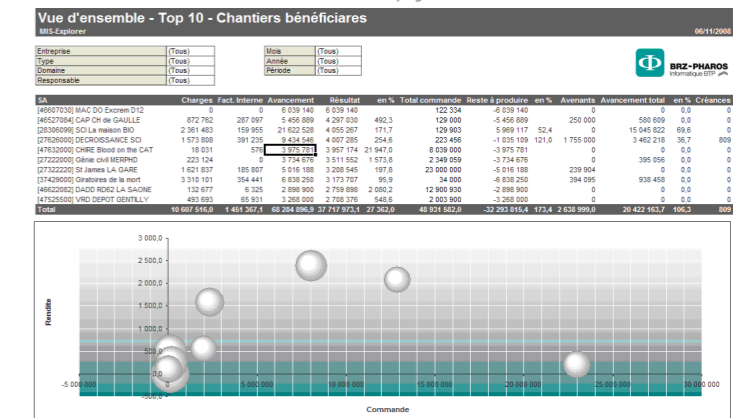 Vue d'ensemble - Top 10 - Chantiers bénéficiaires
MIS-Explorer 06/11/2008
Entreprise (Tous) Mois (Tous)
Type (Tous) Année (Tous)
Domaine (Tous) Période (Tous)
Responsable (Tous)
BRZ-PHAROS
Informatique BTP
SA Charges Fact. Interne Avancement Résultat en % Total commande Reste à produire en % Avenants Avancement total en % Créances
[46607030] MAC DO Excrem D12 0 0 6 039 140 6 039 140 122 334 -6 039 140 0 0 0,0 0
[46527084] CAP CH de GAULLE 872 762 287 097 5 456 889 4 297 030 492,3 129 000 -5 456 889 250 000 580 609 0,0 0
[28306099] SCI La maison BIO 2 361 483 159 955 21 622 528 4 055 267 171,7 129 903 5 969 117 52,4 0 15 045 822 69,6 0
[27626000] DECROISSANCE SCI 1 573 808 391 235 9 434 546 4 007 285 254,6 223 456 -1 035 109 121,0 1 755 000 3 462 218 36,7 809
[47632000] CHIRE Blood on the CAT 18 031 576 3 975 781 3 957 174 21 947,0 8 039 000 -3 975 781 0 0 0,0 0
[27222000] Génie civil MERPHD 223 124 0 3 734 676 3 511 552 1 573,8 2 349 059 -3 734 676 0 395 056 0,0 0
[27322220] St James LA GARE 1 621 837 185 807 5 016 188 3 208 545 197,8 23 000 000 -5 016 188 239 904 0 0,0 0
[37429000] Giratoires de la mort 3 310 101 354 441 6 838 250 3 173 707 95,9 34 000 -6 838 250 394 095 938 458 0,0 0
[46622082] DADD RD62 LA SAONE 132 677 6 325 2 898 900 2 759 898 2 080,2 12 900 930 -2 898 900 0 0 0,0 0
[47525500] VRD DEPOT GENTILLY 493 693 65 931 3 268 000 2 708 376 548,6 2 003 900 -3 268 000 0 0 0,0 0
Total 10 607 516,0 1 451 367,1 68 284 896,9 37 717 973,1 27 362,0 48 931 582,0 -32 293 815,4 173,4 2 638 999,0 20 422 163,7 106,3 809
3 000,0
2 500,0
2 000,0
1 500,0
1 000,0
500,0
0,0
-500,0
Rendite
-5 000 000 0 5 000 000 10 000 000 15 000 000 20 000 000 25 000 000 30 000 000
Commande